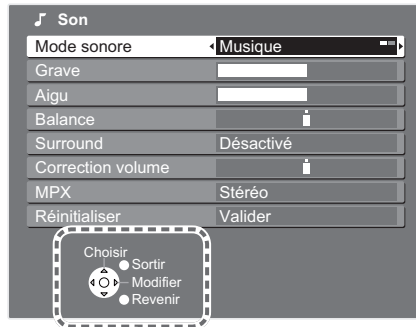 Son
Mode sonore Musique
Grave
Aigu
Balance
Surround Désactivé
Correction volume
MPX Stéréo
Réinitialiser Valider
Choisir
Sortir
Modifier
Revenir